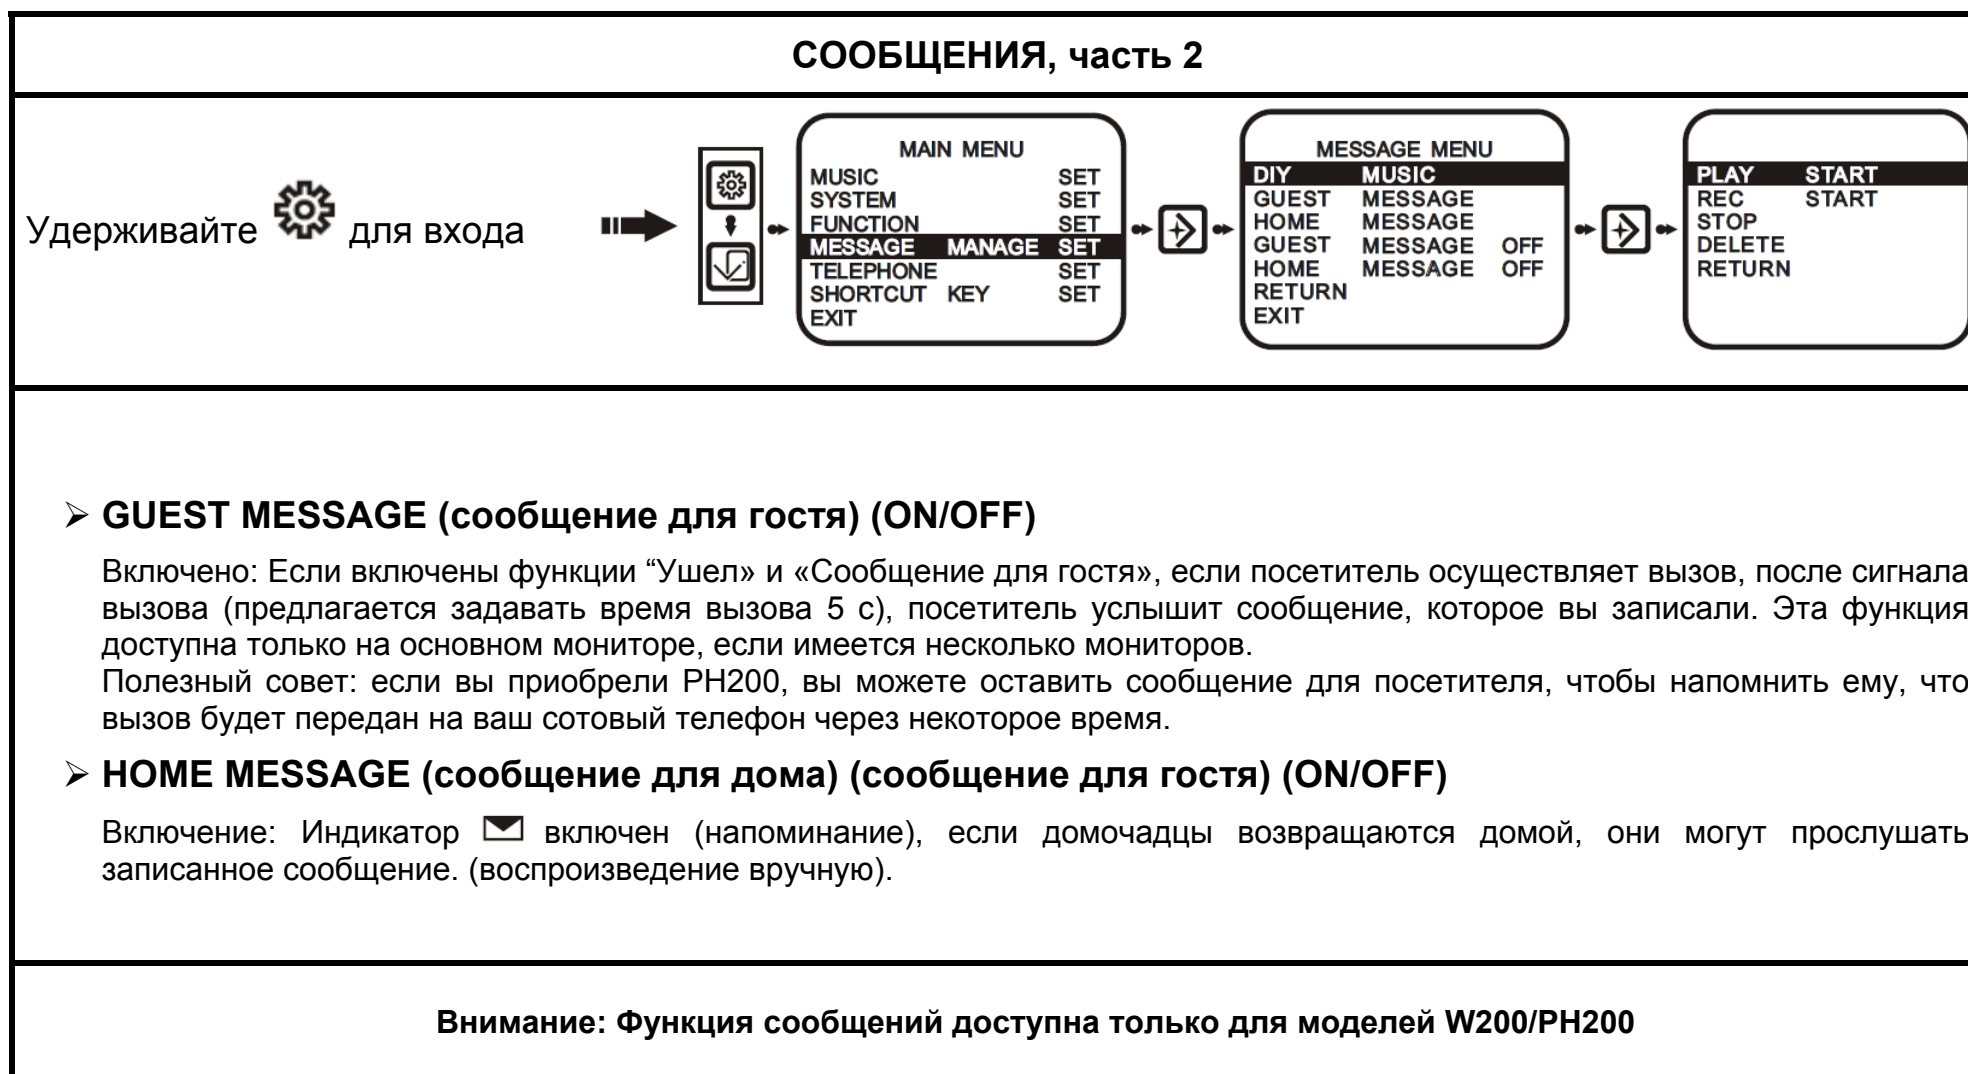 СООБЩЕНИЯ, часть 2
Удерживайте для входа
MAIN MENU
MUSIC SET
SYSTEM SET
FUNCTION SET
MESSAGE MANAGE SET
TELEPHONE SET
SHORTCUT KEY SET
EXIT
MESSAGE MENU
DIY MUSIC
GUEST MESSAGE
HOME MESSAGE
GUEST MESSAGE OFF
HOME MESSAGE OFF
RETURN
EXIT
PLAY START
REC START
STOP
DELETE
RETURN
➢ GUEST MESSAGE (сообщение для гостя) (ON/OFF)
Включено: Если включены функции “Ушел» и «Сообщение для гостя», если посетитель осуществляет вызов, после сигнала
вызова (предлагается задавать время вызова 5 с), посетитель услышит сообщение, которое вы записали. Эта функция
доступна только на основном мониторе, если имеется несколько мониторов.
Полезный совет: если вы приобрели PH200, вы можете оставить сообщение для посетителя, чтобы напомнить ему, что
вызов будет передан на ваш сотовый телефон через некоторое время.
➢ HOME MESSAGE (сообщение для дома) (сообщение для гостя) (ON/OFF)
Включение: Индикатор включен (напоминание), если домочадцы возвращаются домой, они могут прослушать
записанное сообщение. (воспроизведение вручную).
Внимание: Функция сообщений доступна только для моделей W200/PH200